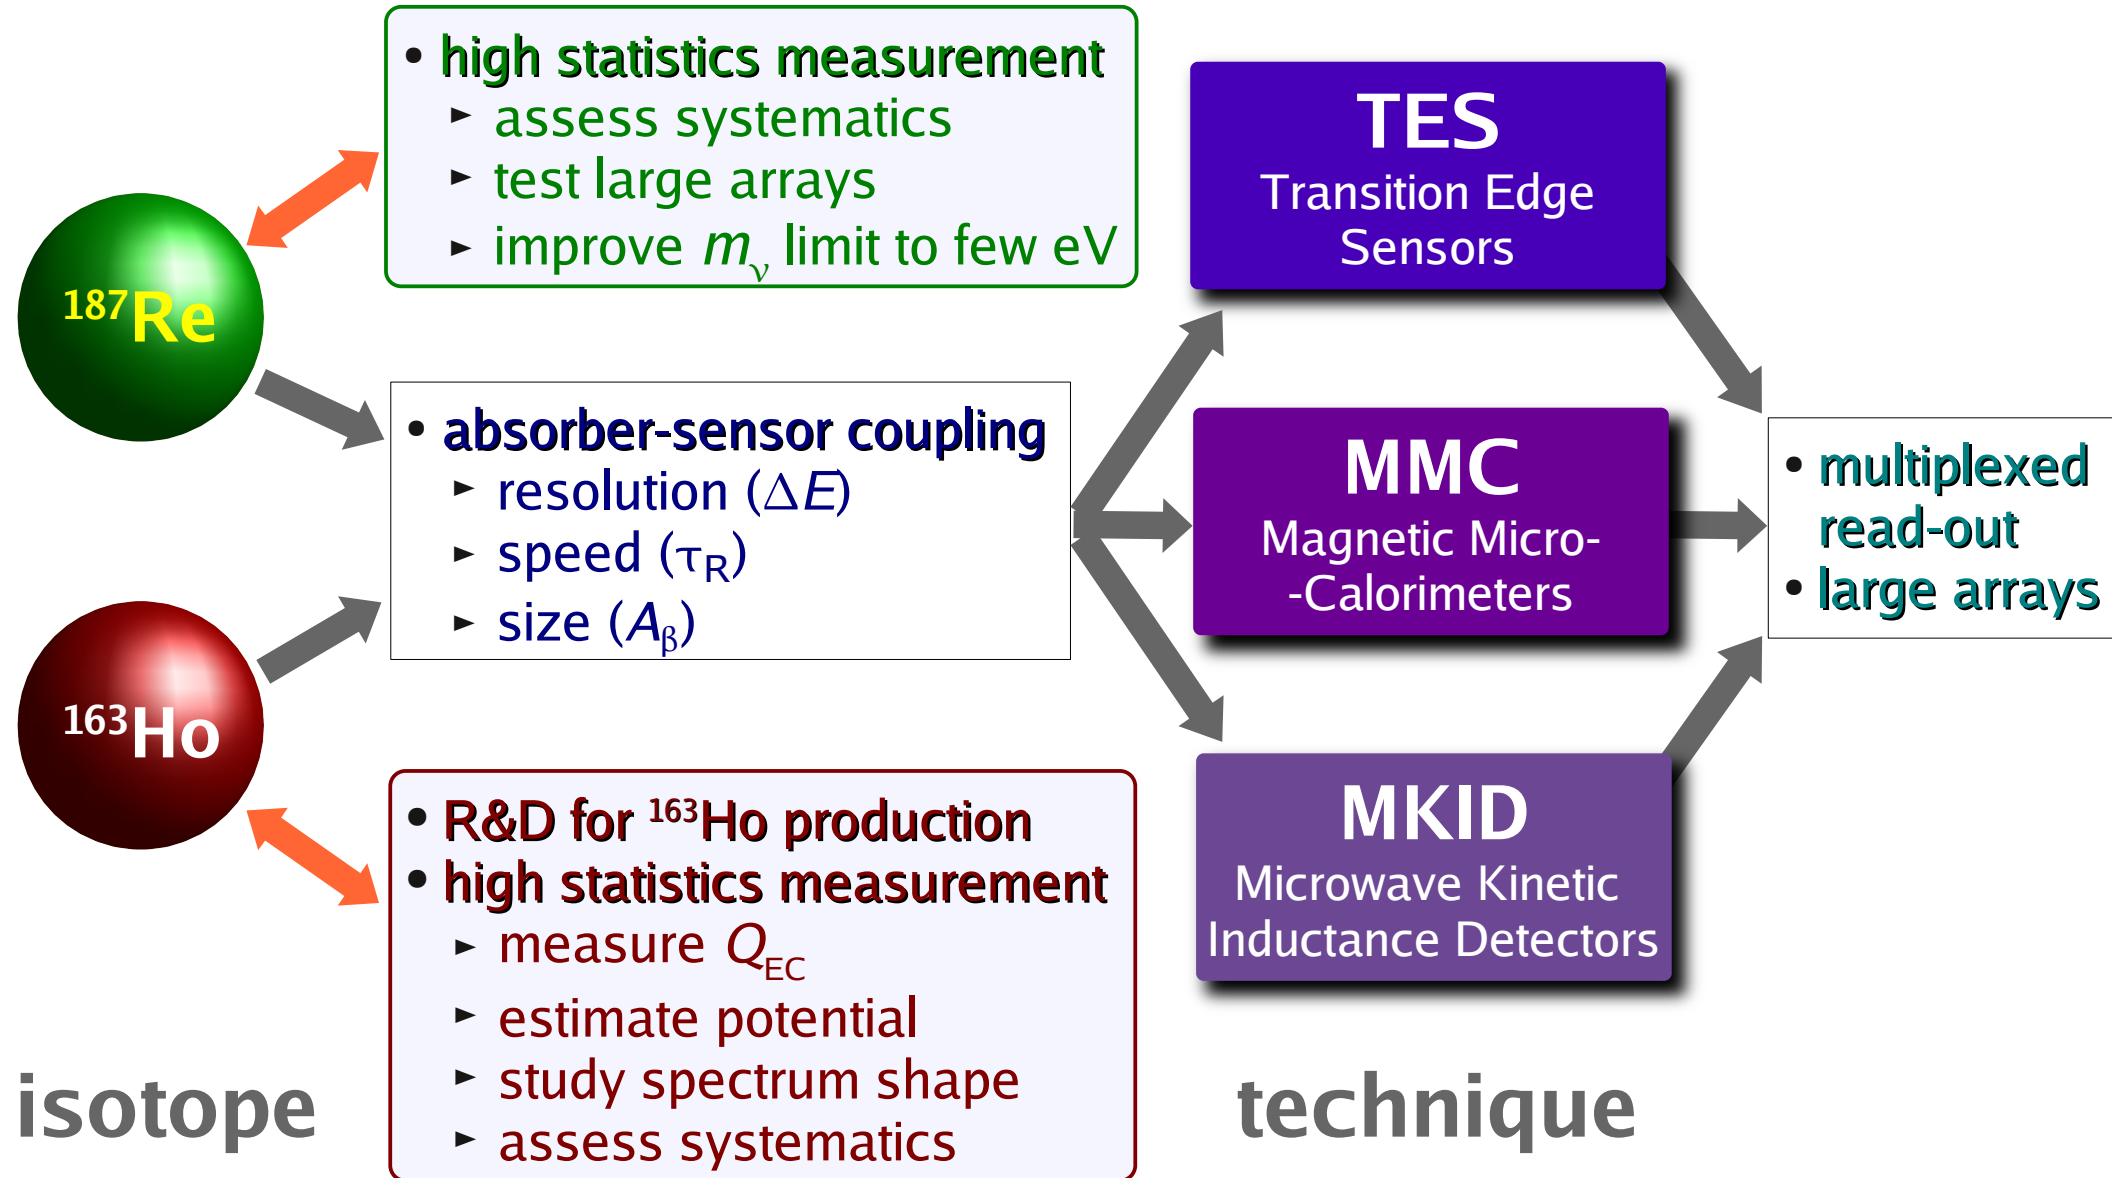 • high statistics measurement
► assess systematics
► test large arrays
► improve mν limit to few eV
187Re
• absorber-sensor coupling
► resolution (ΔE)
► speed (τR)
► size (Aβ)
163Ho
• R&D for 163Ho production
• high statistics measurement
► measure QEC
► estimate potential
► study spectrum shape
► assess systematics
isotope
TES
Transition Edge
Sensors
MMC
Magnetic Micro-
-Calorimeters
MKID
Microwave Kinetic
Inductance Detectors
technique
• multiplexed
read-out
• large arrays